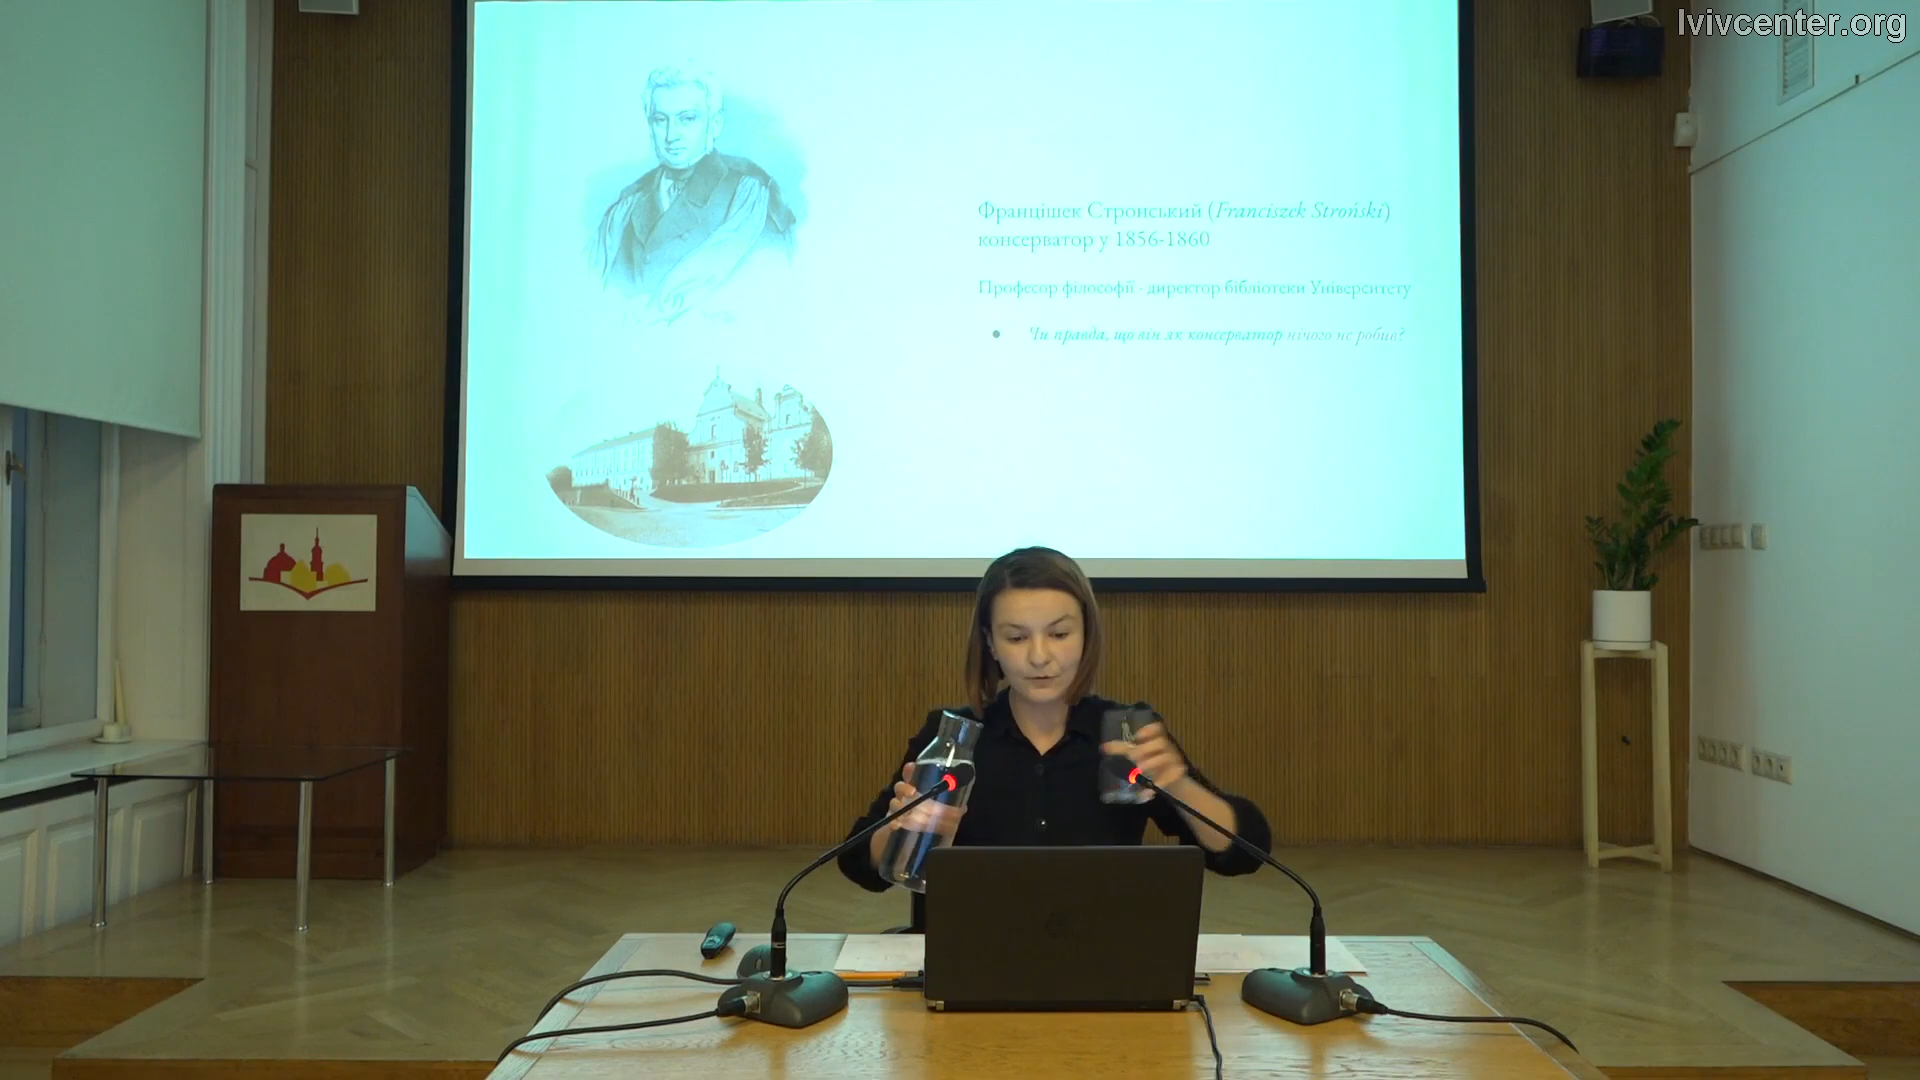 lvivcenter.org
Францішек Стронський (Franciszek Stroński)
консерватор у 1856-1860
Професор філософії - директор бібліотеки Університету
Чи правда, що він як консерватор нічого не робив?